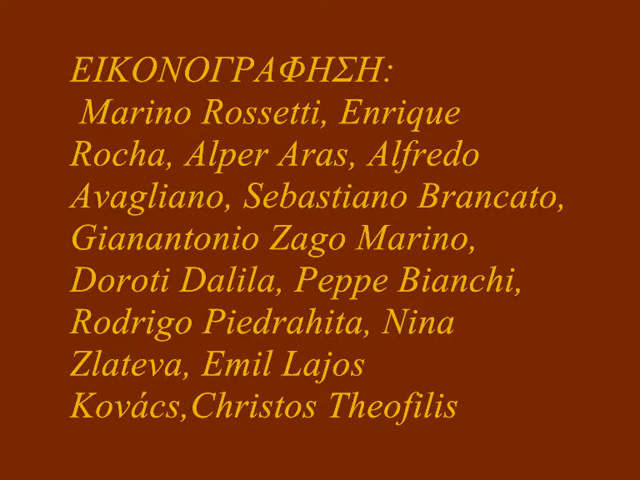 ΕΙΚΟΝΟΓΡΑΦΗΣΗ:
Marino Rossetti, Enrique
Rocha, Alper Aras, Alfredo
Avagliano, Sebastiano Brancato,
Gianantonio Zago Marino,
Doroti Dalila, Peppe Bianchi,
Rodrigo Piedrahita, Nina
Zlateva, Emil Lajos
Kovács,Christos Theofilis